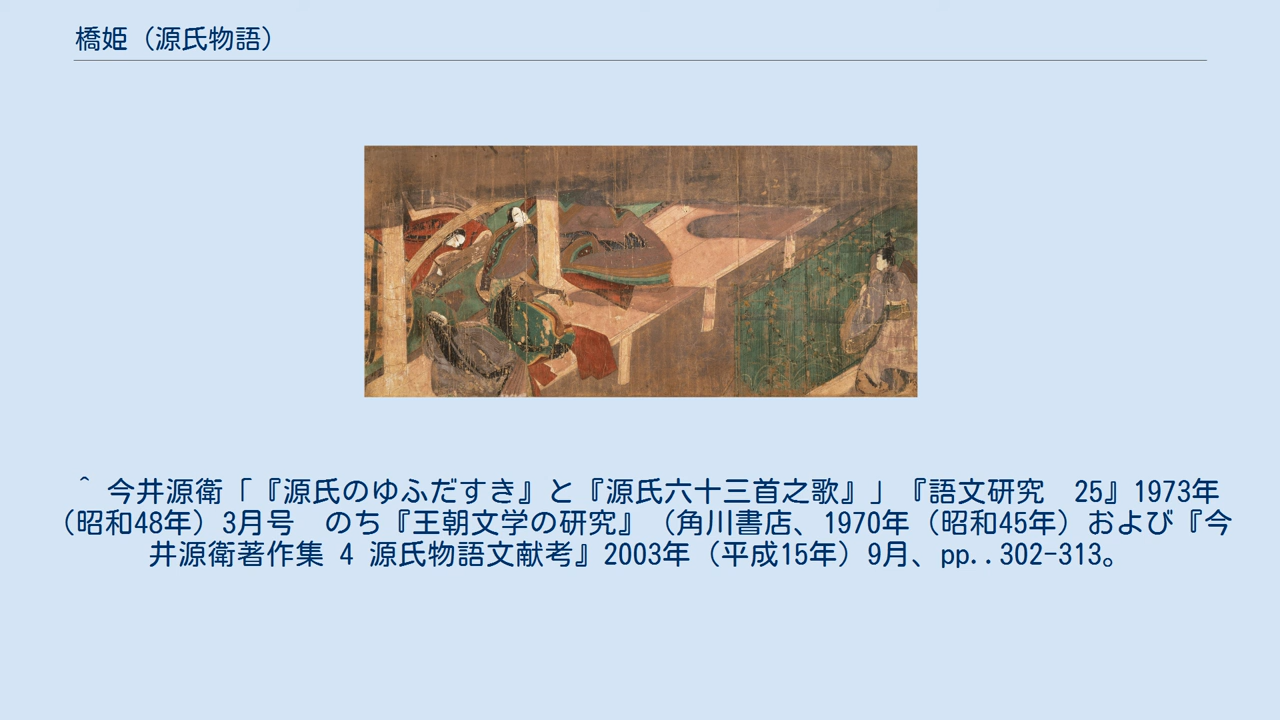 橋姫（源氏物語）
^ 今井源衛「『源氏のゆふだすき』と『源氏六十三首之歌』」『語文研究　25』1973年
（昭和48年）3月号　のち『王朝文学の研究』（角川書店、1970年（昭和45年）および『今
井源衛著作集 4 源氏物語文献考』2003年（平成15年）9月、pp..302-313。